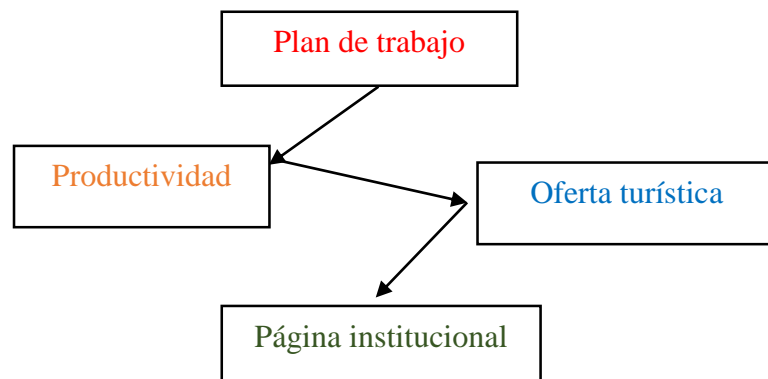 Plan de trabajo
Productividad
Oferta turística
Página institucional